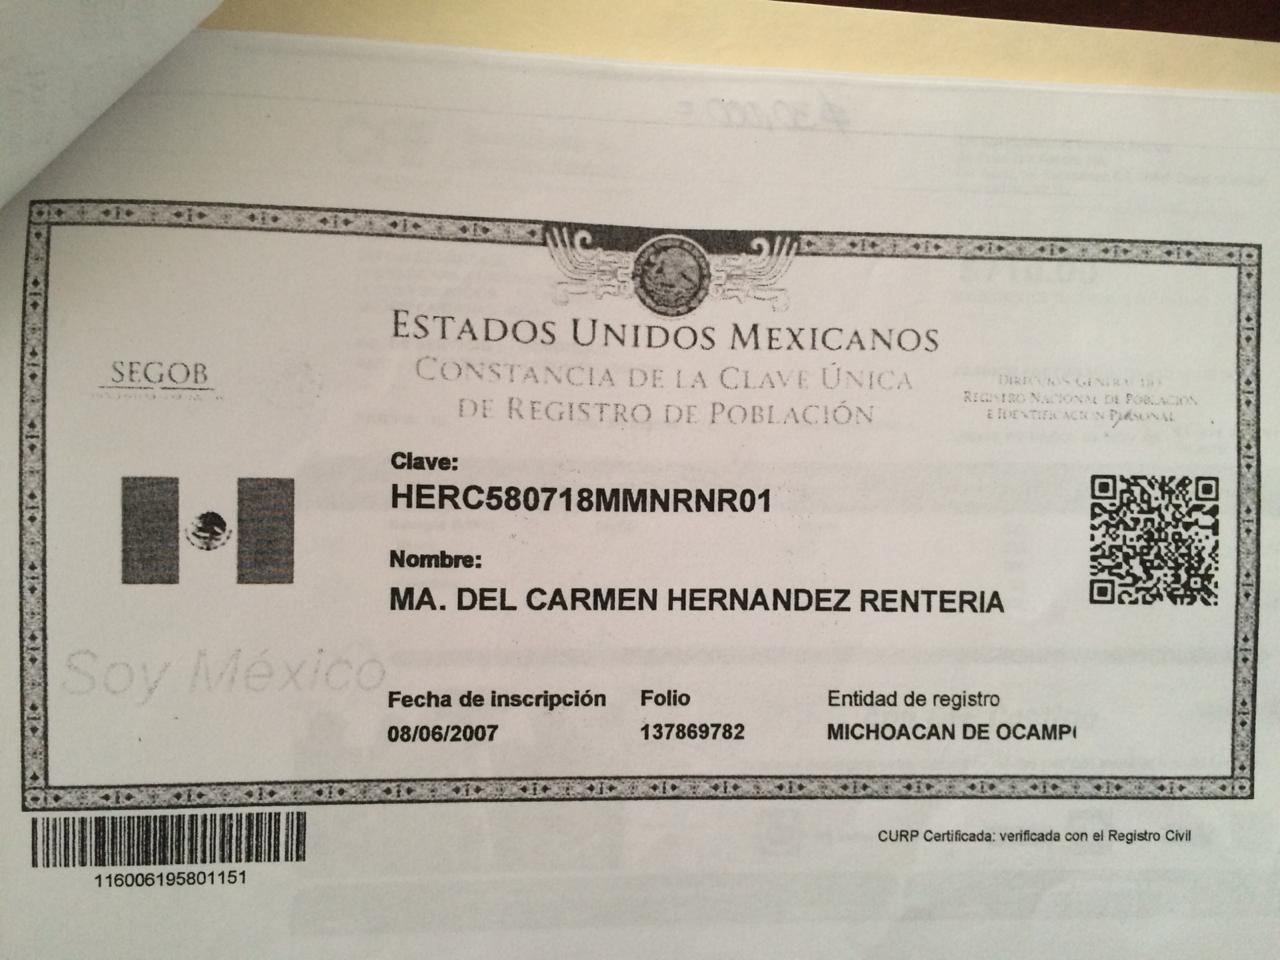 $30,000=
ESTADOS UNIDOS MEXICANOS
CONSTANCIA DE LA CLAVE ÚNICA
DE REGISTRO DE POBLACIÓN
SEGOB
DIRECCIÓN GENERAL DEL
REGISTRO NACIONAL DE POBLACIÓN
E IDENTIFICACIÓN PERSONAL
Clave:
HERC580718MMNRNR01
Nombre:
MA. DEL CARMEN HERNANDEZ RENTERIA
Soy México
Fecha de inscripción Folio Entidad de registro
08/06/2007 137869782 MICHOACAN DE OCAMP
116006195801151
CURP Certificada: verificada con el Registro Civil